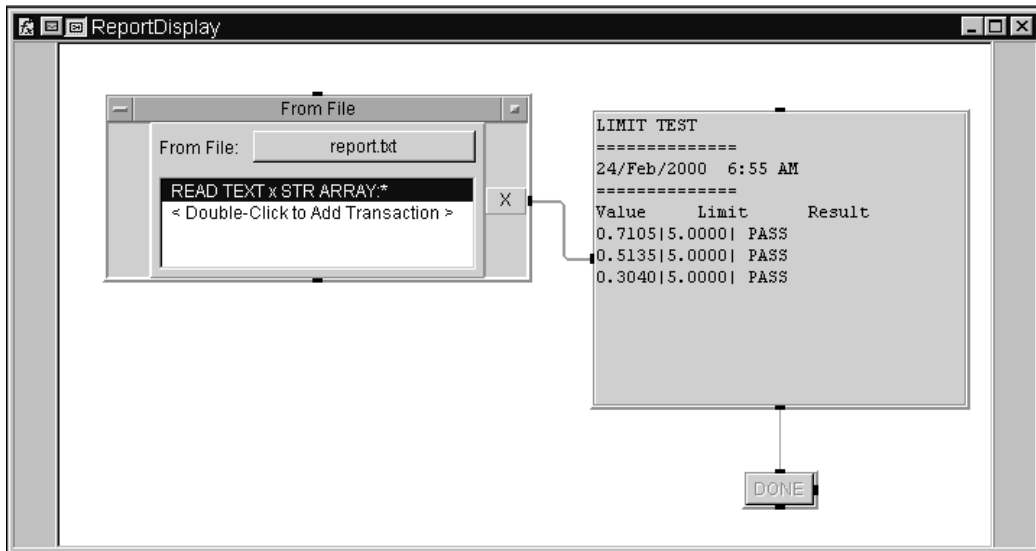 ReportDisplay
From File
From File: report.txt
READ TEXT x STR ARRAY:*
< Double-Click to Add Transaction >
X
LIMIT TEST
==============
24/Feb/2000  6:55 AM
==============
Value     Limit      Result
0.7105|5.0000| PASS
0.5135|5.0000| PASS
0.3040|5.0000| PASS
DONE